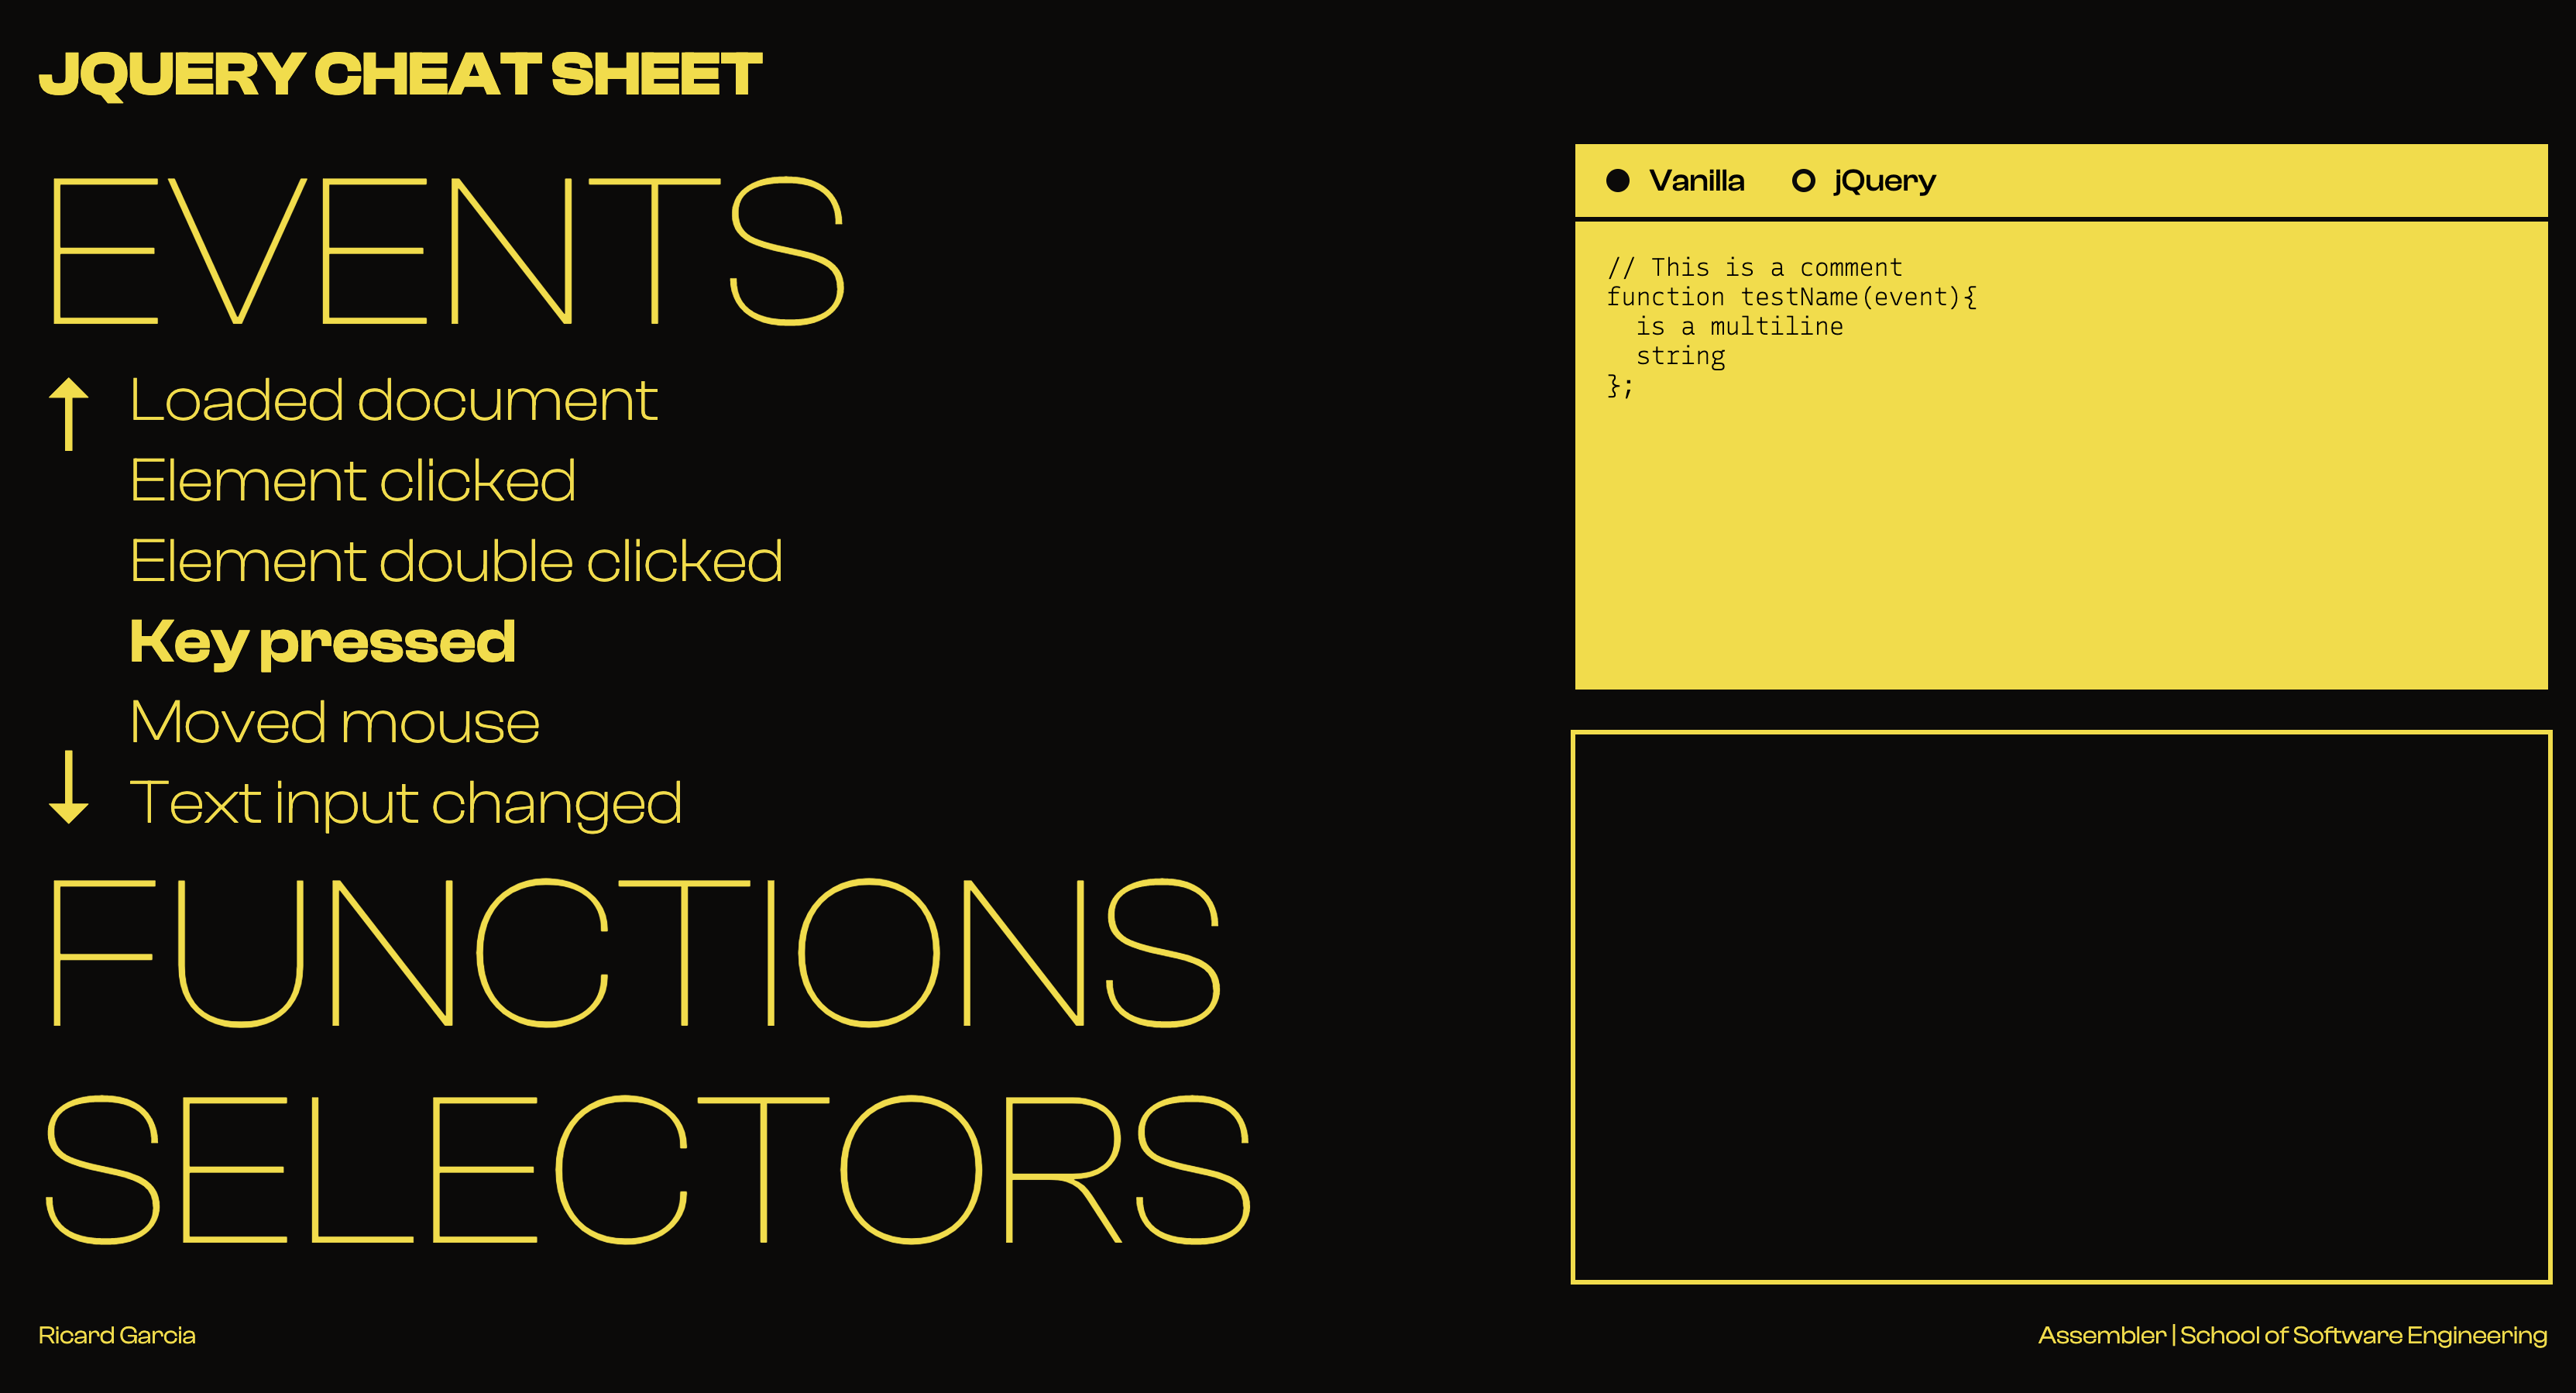 JQUERY CHEAT SHEET
EVENTS
Loaded document
Element clicked
Element double clicked
Key pressed
Moved mouse
Text input changed
FUNCTIONS
SELECTORS
Vanilla jQuery
// This is a comment
function testName(event){
  is a multiline
  string
};
Ricard Garcia
Assembler | School of Software Engineering